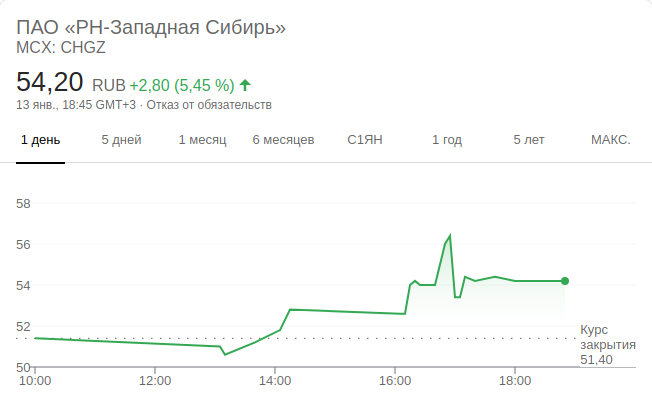 ПАО «РН-Западная Сибирь»
MCX: CHGZ
54,20 RUB +2,80 (5,45 %)
13 янв., 18:45 GMT+3 · Отказ от обязательств
1 день 5 дней 1 месяц 6 месяцев С1ЯН 1 год 5 лет МАКС.
58
56
54
52
50
Курс
закрытия
51,40
10:00 12:00 14:00 16:00 18:00